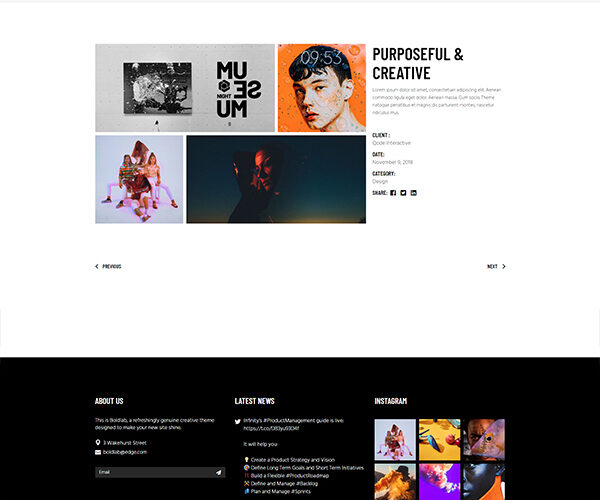 MU
NIGHT SE
UM
09:53
PURPOSEFUL &
CREATIVE
Lorem ipsum dolor sit amet, consectetuer adipiscing elit. Aenean
commodo ligula eget dolor. Aenean massa. Cum sociis Theme
natoque penatibus et magnis dis parturient montes, nascetur
ridiculus mus.
CLIENT :
Qode Interactive
DATE:
November 9, 2018
CATEGORY:
Design
SHARE:
PREVIOUS
NEXT
ABOUT US
This is Boldlab, a refreshingly genuine creative theme
designed to make your new site shine.
3 Wakehurst Street
boldlab@edge.com
Email
LATEST NEWS
Infinity's #ProductManagement guide is live:
It will help you:
Create a Product Strategy and Vision
Define Long Term Goals and Short Term Initiatives
Build a Flexible #ProductRoadmap
Define and Manage #Backlog
Plan and Manage #Sprints
INSTAGRAM